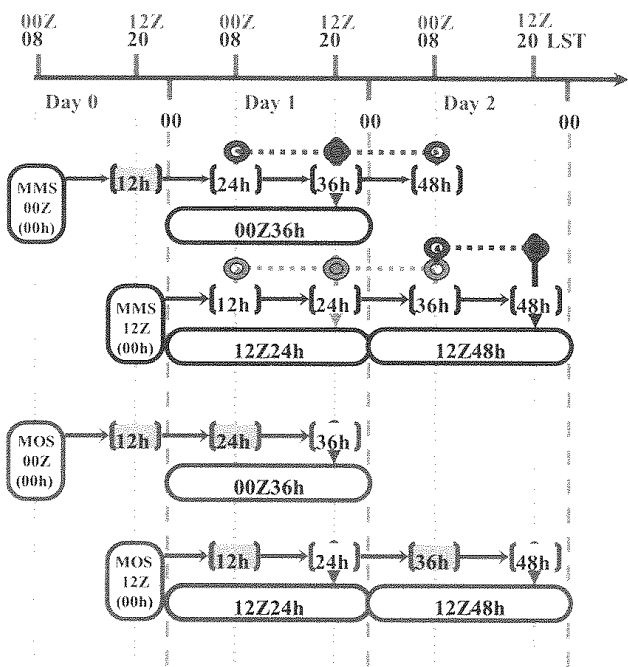 00Z 12Z 00Z 12Z 00Z 12Z
08 20 08 20 08 20 LST
Day 0 Day 1 Day 2
00 00 00
MMS
00Z
(00h)
12h 24h 36h 48h
00Z36h
MMS
12Z
(00h)
12h 24h 36h 48h
12Z24h 12Z48h
MOS
00Z
(00h)
12h 24h 36h
00Z36h
MOS
12Z
(00h)
12h 24h 36h 48h
12Z24h 12Z48h